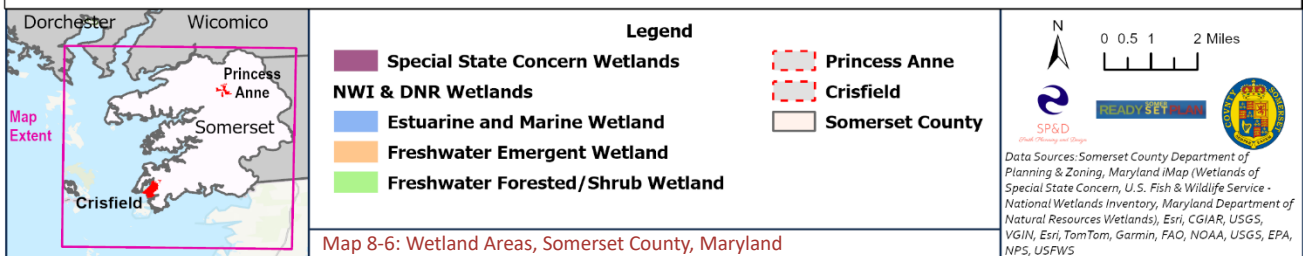 Dorchester
Wicomico
Princess
Anne
Map
Extent
Somerset
Crisfield
Legend
Special State Concern Wetlands
NWI & DNR Wetlands
Estuarine and Marine Wetland
Freshwater Emergent Wetland
Freshwater Forested/Shrub Wetland
Princess Anne
Crisfield
Somerset County
Map 8-6: Wetland Areas, Somerset County, Maryland
N
0 0.5 1 2 Miles
SP&D
READY SOMER SET PLAN
COUNTY SOMERSET
Data Sources: Somerset County Department of
Planning & Zoning, Maryland iMap (Wetlands of
Special State Concern, U.S. Fish & Wildlife Service -
National Wetlands Inventory, Maryland Department of
Natural Resources Wetlands), Esri, CGIAR, USGS,
VGIN, Esri, TomTom, Garmin, FAO, NOAA, USGS, EPA,
NPS, USFWS